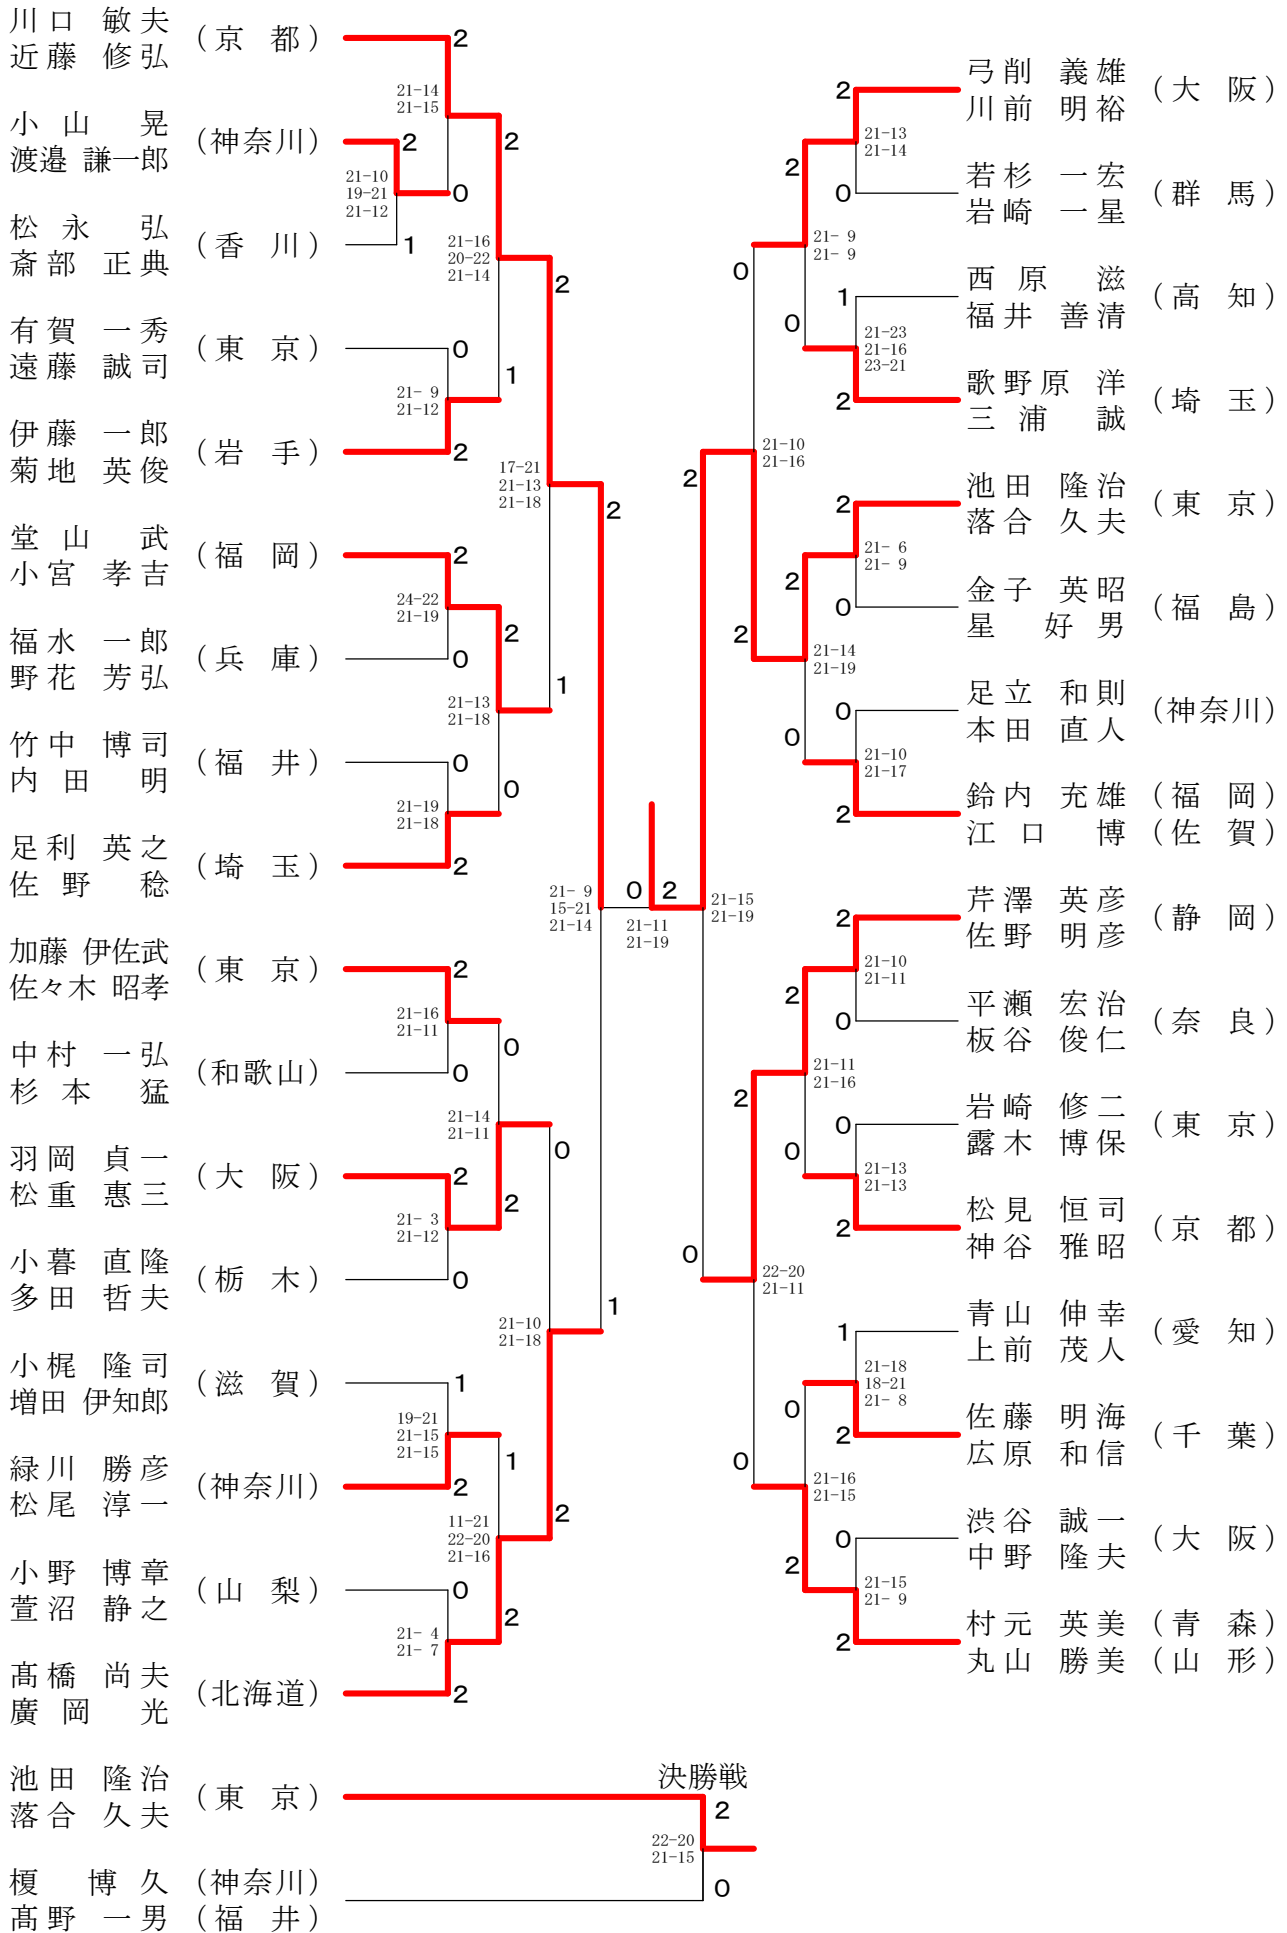 川口 敏夫
近藤 修弘
(京 都)
2
21-14
21-15
2
小山 晃
渡邉 謙一郎
(神奈川)
2
21-10
19-21
21-12
0
松永 弘
斎部 正典
(香 川)
1
21-16
20-22
21-14
2
有賀 一秀
遠藤 誠司
(東 京)
0
21- 9
21-12
1
伊藤 一郎
菊地 英俊
(岩 手)
2
17-21
21-13
21-18
2
堂山 武
小宮 孝吉
(福 岡)
2
24-22
21-19
2
福水 一郎
野花 芳弘
(兵 庫)
0
21-13
21-18
1
竹中 博司
内田 明
(福 井)
0
21-19
21-18
0
足利 英之
佐野 稔
(埼 玉)
2
21- 9
15-21
21-14
0
2
21-11
21-19
加藤 伊佐武
佐々木 昭孝
(東 京)
2
21-16
21-11
0
中村 一弘
杉本 猛
(和歌山)
0
21-14
21-11
0
羽岡 貞一
松重 惠三
(大 阪)
2
21- 3
21-12
2
小暮 直隆
多田 哲夫
(栃 木)
0
21-10
21-18
1
小梶 隆司
増田 伊知郎
(滋 賀)
1
19-21
21-15
21-15
1
緑川 勝彦
松尾 淳一
(神奈川)
2
11-21
22-20
21-16
2
小野 博章
萱沼 静之
(山 梨)
0
21- 4
21- 7
2
髙橋 尚夫
廣岡 光
(北海道)
2
弓削 義雄
川前 明裕
(大 阪)
2
21-13
21-14
2
若杉 一宏
岩崎 一星
(群 馬)
0
21- 9
21- 9
0
西原 滋
福井 善清
(高 知)
1
21-23
21-16
23-21
0
歌野原 洋
三浦 誠
(埼 玉)
2
21-10
21-16
2
池田 隆治
落合 久夫
(東 京)
2
21- 6
21- 9
2
金子 英昭
星 好男
(福 島)
0
21-14
21-19
2
足立 和則
本田 直人
(神奈川)
0
21-10
21-17
0
鈴内 充雄
江口 博
(福 岡)
(佐 賀)
2
21-15
21-19
芹澤 英彦
佐野 明彦
(静 岡)
2
21-10
21-11
2
平瀬 宏治
板谷 俊仁
(奈 良)
0
21-11
21-16
2
岩崎 修二
露木 博保
(東 京)
0
21-13
21-13
0
松見 恒司
神谷 雅昭
(京 都)
2
22-20
21-11
0
青山 伸幸
上前 茂人
(愛 知)
1
21-18
18-21
21- 8
0
佐藤 明海
広原 和信
(千 葉)
2
21-16
21-15
0
渋谷 誠一
中野 隆夫
(大 阪)
0
21-15
21- 9
2
村元 英美
丸山 勝美
(青 森)
(山 形)
2
決勝戦
池田 隆治
落合 久夫
(東 京)
2
22-20
21-15
榎 博久
髙野 一男
(神奈川)
(福 井)
0